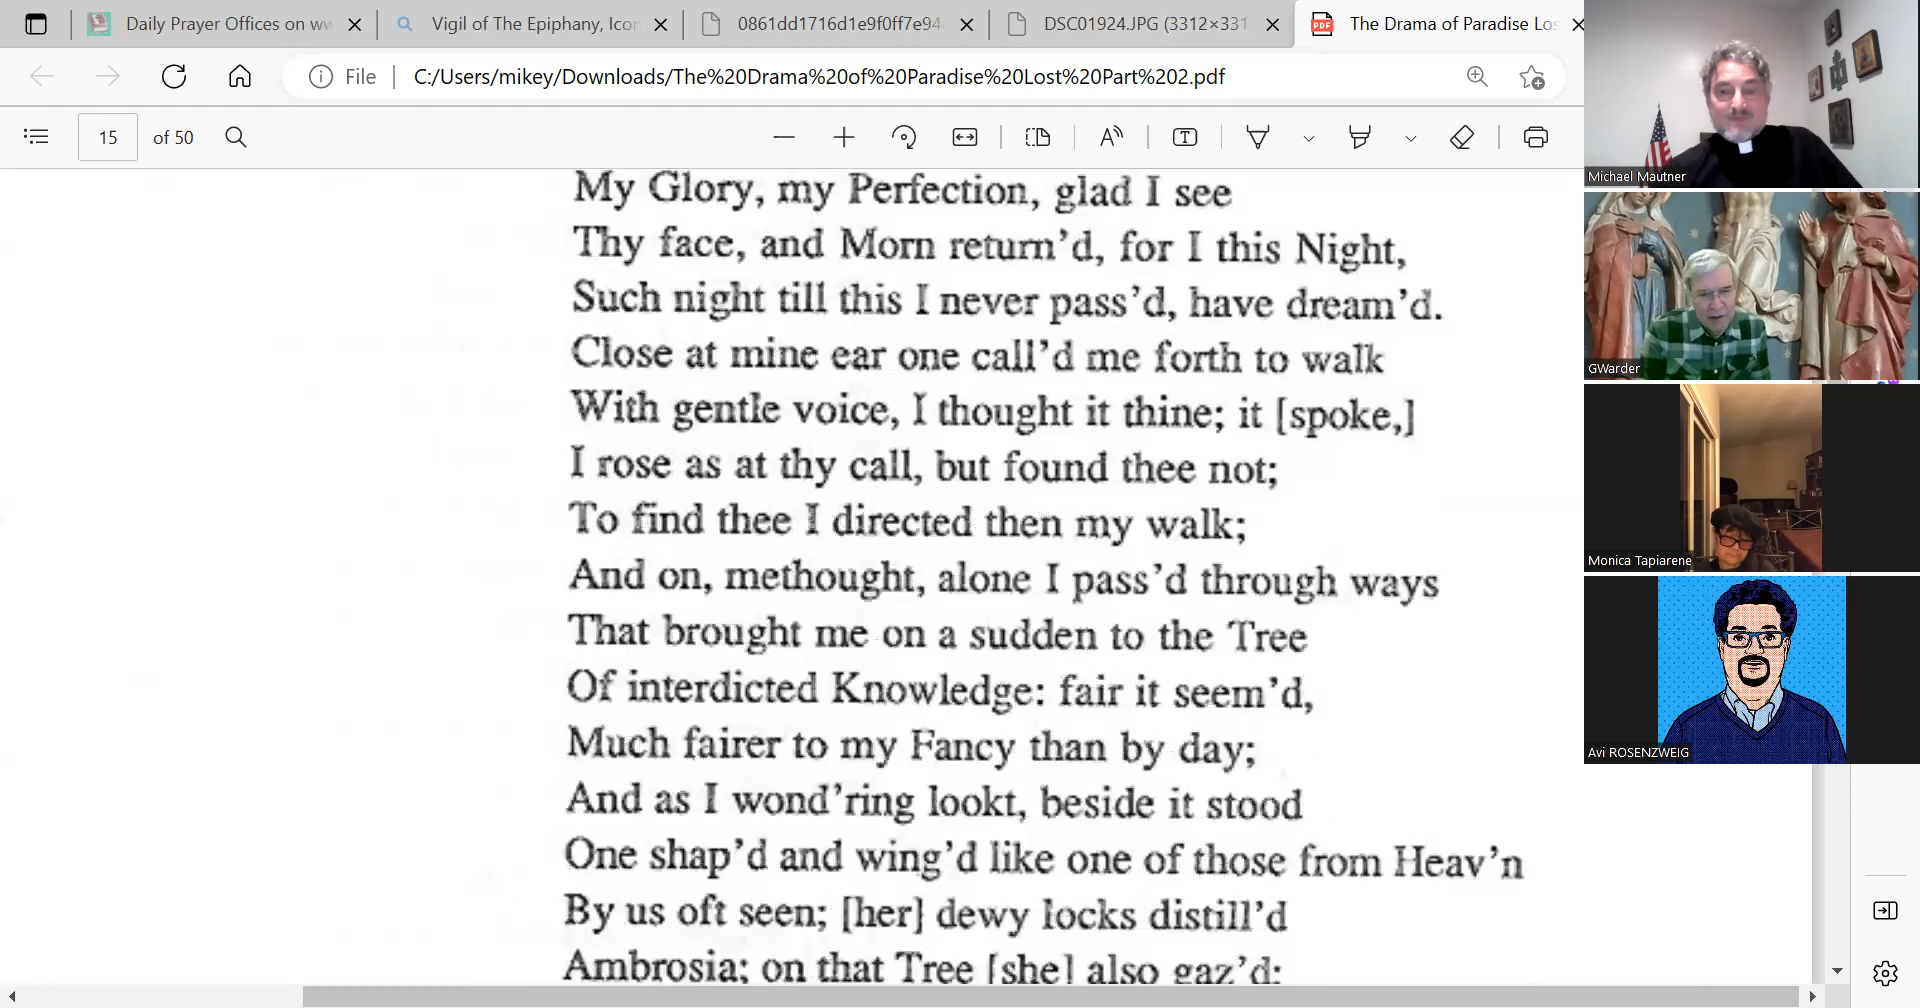 Daily Prayer Offices on ww
Vigil of The Epiphany, Icon
0861dd1716d1e9f0ff7e94
DSC01924.JPG (3312×331
PDF
The Drama of Paradise Los
File
C:/Users/mikey/Downloads/The%20Drama%20of%20Paradise%20Lost%20Part%202.pdf
15 of 50
My Glory, my Perfection, glad I see
Thy face, and Morn return'd, for I this Night,
Such night till this I never pass'd, have dream'd.
Close at mine ear one call'd me forth to walk
With gentle voice, I thought it thine; it [spoke,]
I rose as at thy call, but found thee not;
To find thee I directed then my walk;
And on, methought, alone I pass'd through ways
That brought me on a sudden to the Tree
Of interdicted Knowledge: fair it seem'd,
Much fairer to my Fancy than by day;
And as I wond'ring lookt, beside it stood
One shap'd and wing'd like one of those from Heav'n
By us oft seen; [her] dewy locks distill'd
Ambrosia; on that Tree [she] also gaz'd;
Michael Mautner
GWarder
Monica Tapiarene
Avi ROSENZWEIG